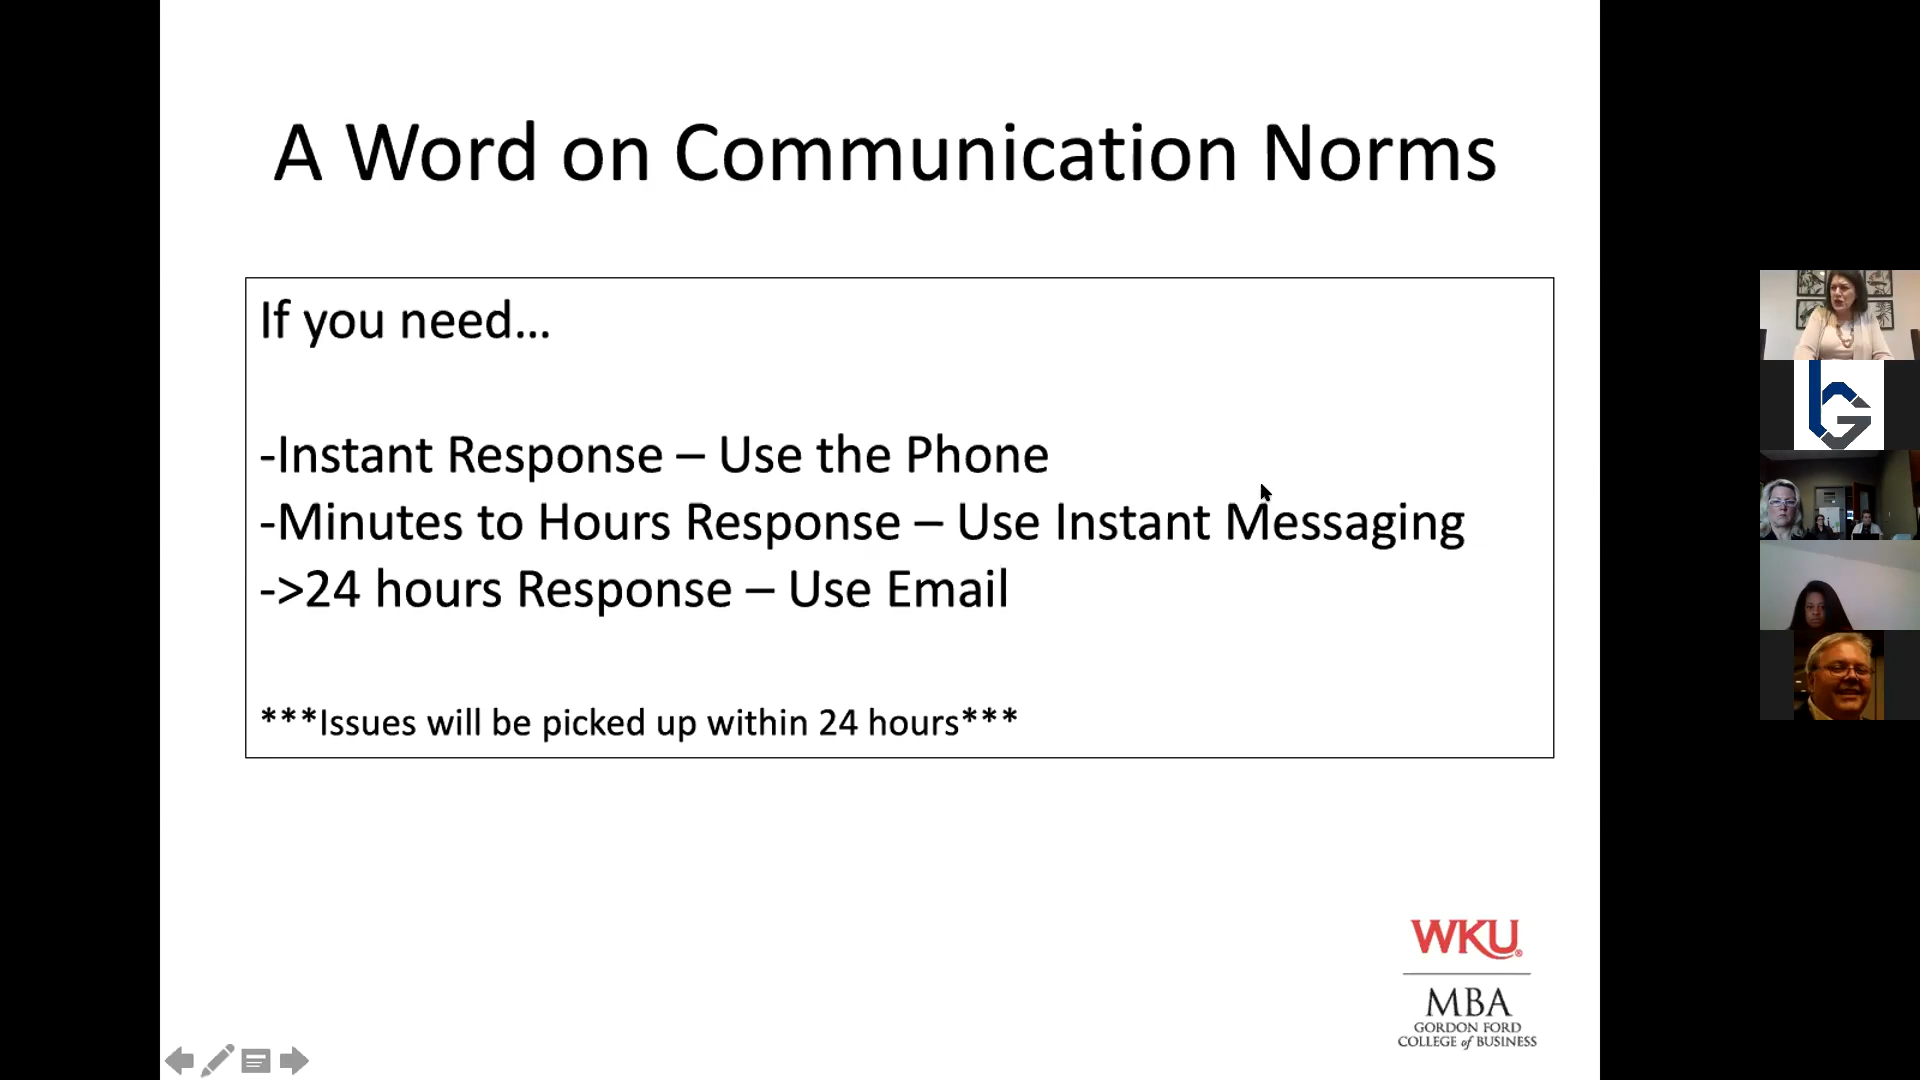 A Word on Communication Norms
If you need…
-Instant Response – Use the Phone
-Minutes to Hours Response – Use Instant Messaging
->24 hours Response – Use Email
***Issues will be picked up within 24 hours***
WKU®
MBA
GORDON FORD
COLLEGE of BUSINESS